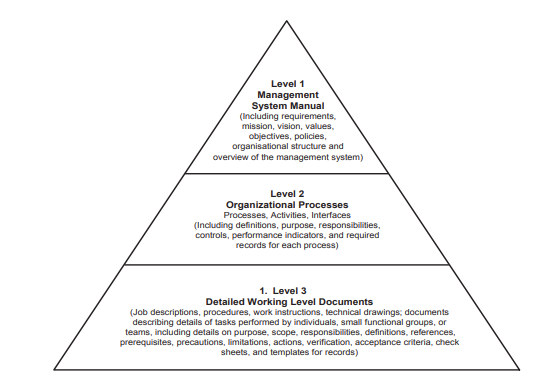 Level 1
Management
System Manual
(Including requirements,
mission, vision, values,
objectives, policies,
organisational structure and
overview of the management system)
Level 2
Organizational Processes
Processes, Activities, Interfaces
(Including definitions, purpose, responsibilities,
controls, performance indicators, and required
records for each process)
1. Level 3
Detailed Working Level Documents
(Job descriptions, procedures, work instructions, technical drawings; documents
describing details of tasks performed by individuals, small functional groups, or
teams, including details on purpose, scope, responsibilities, definitions, references,
prerequisites, precautions, limitations, actions, verification, acceptance criteria, check
sheets, and templates for records)